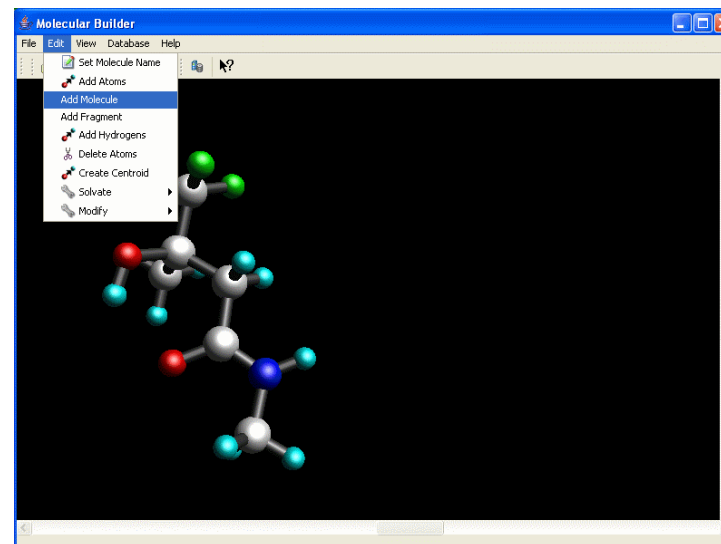 Molecular Builder
File Edit View Database Help
Set Molecule Name
Add Atoms
Add Molecule
Add Fragment
Add Hydrogens
Delete Atoms
Create Centroid
Solvate
Modify